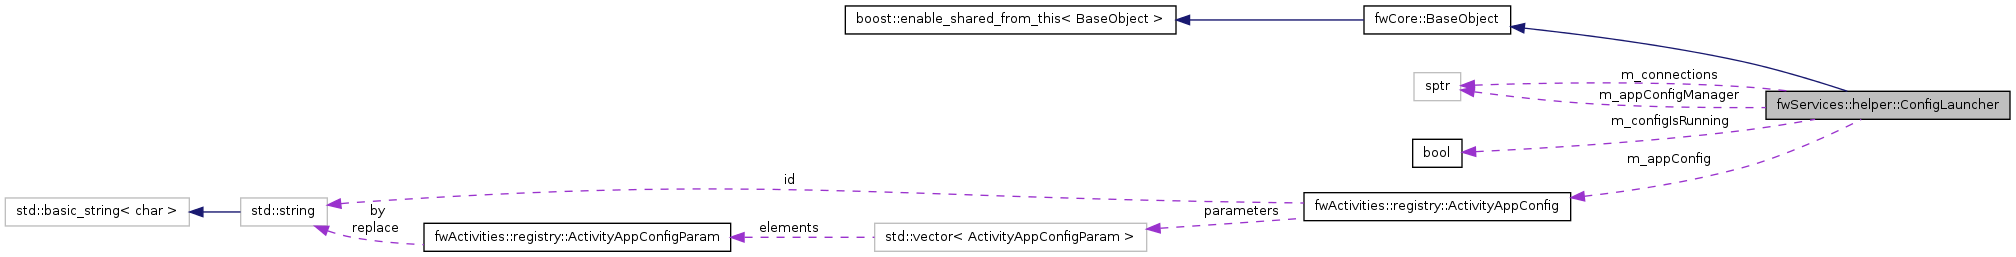 boost::enable_shared_from_this< BaseObject >
fwCore::BaseObject
m_connections
sptr
m_appConfigManager
fwServices::helper::ConfigLauncher
m_configIsRunning
bool
m_appConfig
id
std::basic_string< char >
std::string
by
replace
fwActivities::registry::ActivityAppConfig
parameters
fwActivities::registry::ActivityAppConfigParam
elements
std::vector< ActivityAppConfigParam >